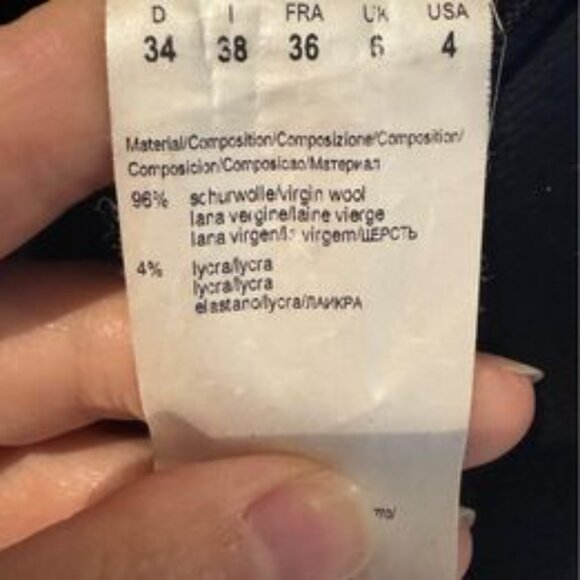 D I FRA UK USA
34 38 36 6 4
Material/Composition/Composizione/Composition/
Composicion/Composicao/Материал
96% schurwolle/virgin wool
lana vergine/laine vierge
lana virgen/la virgem/ШЕРСТЬ
4% lycra/lycra
lycra/lycra
elastano/lycra/ЛАЙКРА